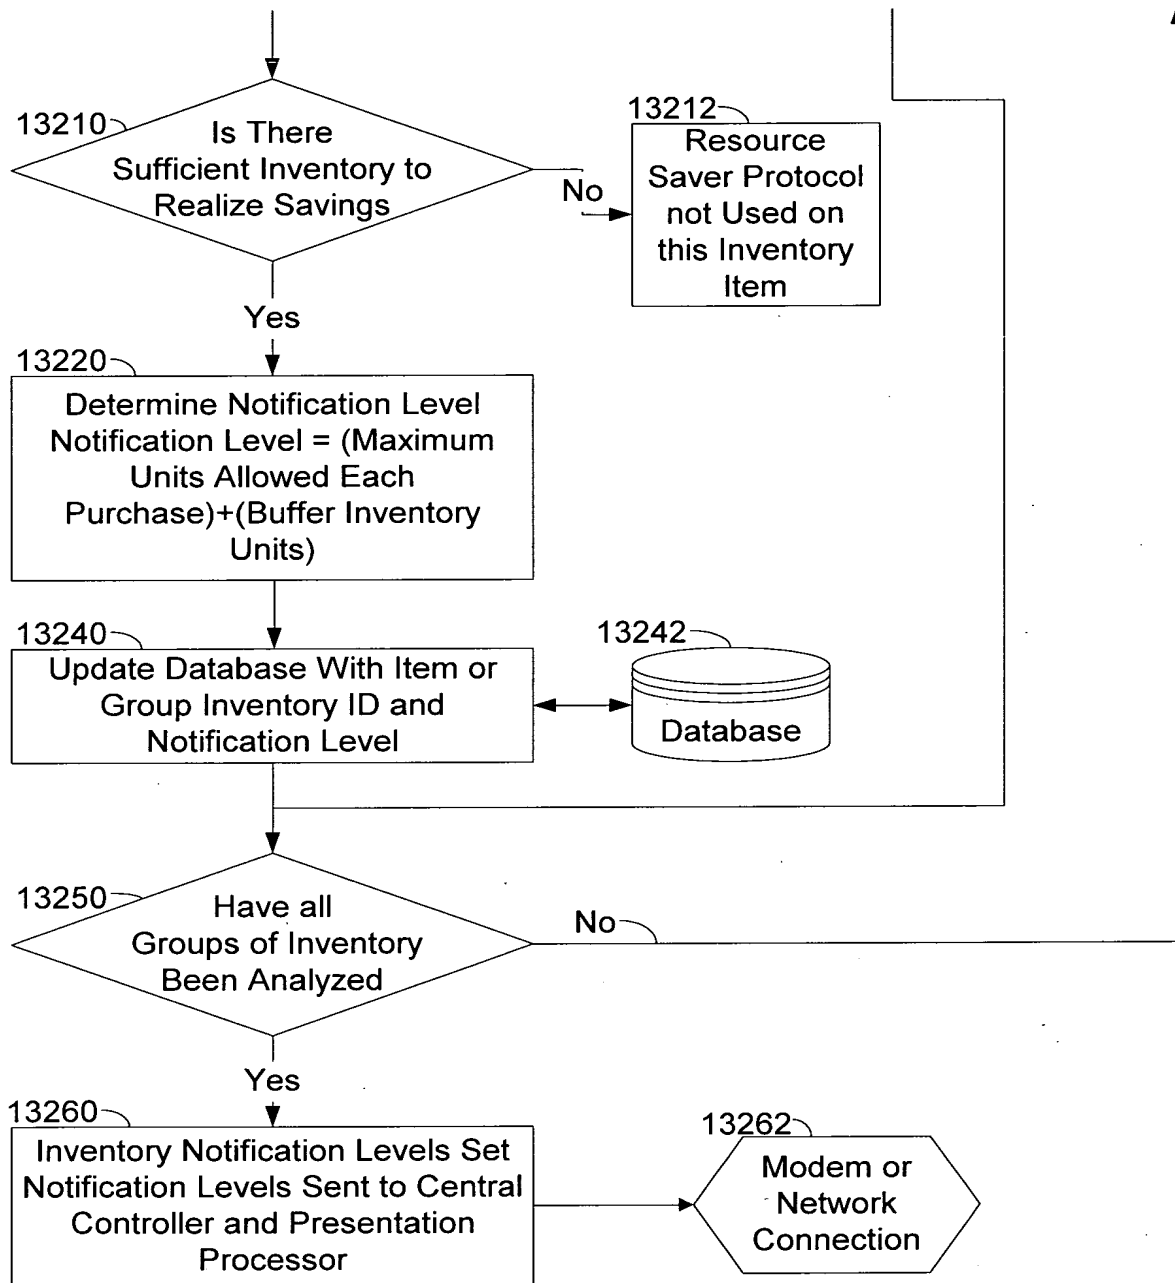 13210
Is There
Sufficient Inventory to
Realize Savings
No
13212
Resource
Saver Protocol
not Used on
this Inventory
Item
Yes
13220
Determine Notification Level
Notification Level = (Maximum
Units Allowed Each
Purchase)+(Buffer Inventory
Units)
13240
Update Database With Item or
Group Inventory ID and
Notification Level
13242
Database
13250
Have all
Groups of Inventory
Been Analyzed
No
Yes
13260
Inventory Notification Levels Set
Notification Levels Sent to Central
Controller and Presentation
Processor
13262
Modem or
Network
Connection